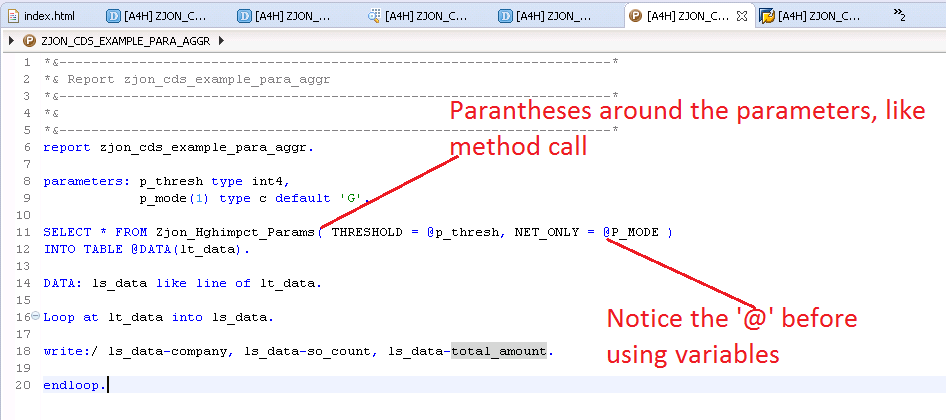 index.html [A4H] ZJON_C... [A4H] ZJON_A... [A4H] ZJON_C... [A4H] ZJON_C... [A4H] ZJON_C... [A4H] ZJON_C... »2
ZJON_CDS_EXAMPLE_PARA_AGGR
1 *&---------------------------------------------------------------------*
2 *& Report zjon_cds_example_para_aggr
3 *&---------------------------------------------------------------------*
4 *&
5 *&---------------------------------------------------------------------*
6 report zjon_cds_example_para_aggr.
7
8 parameters: p_thresh type int4,
9 p_mode(1) type c default 'G'.
10
11 SELECT * FROM Zjon_Hghimpct_Params( THRESHOLD = @p_thresh, NET_ONLY = @P_MODE )
12 INTO TABLE @DATA(lt_data).
13
14 DATA: ls_data like line of lt_data.
15
16 Loop at lt_data into ls_data.
17
18 write:/ ls_data-company, ls_data-so_count, ls_data-total_amount.
19
20 endloop.
Parantheses around the parameters, like
method call
Notice the '@' before
using variables